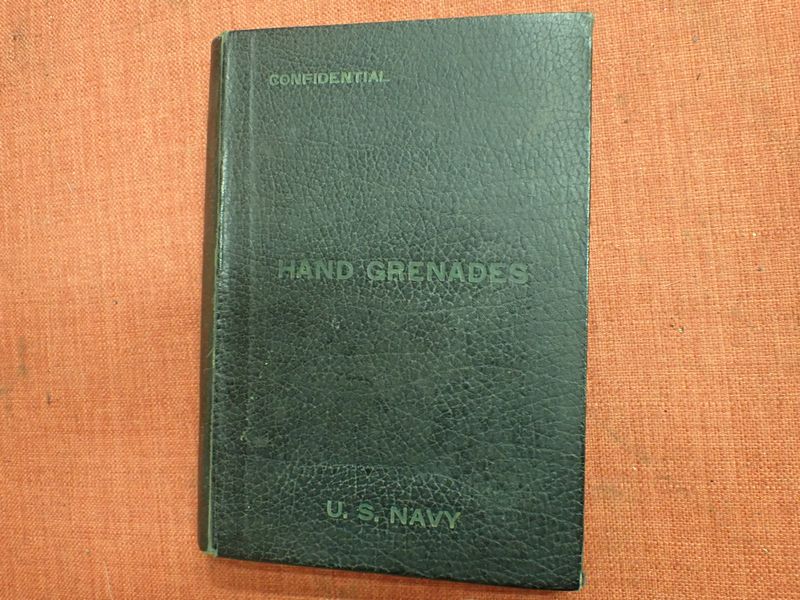 CONFIDENTIAL
HAND GRENADES
U. S. NAVY